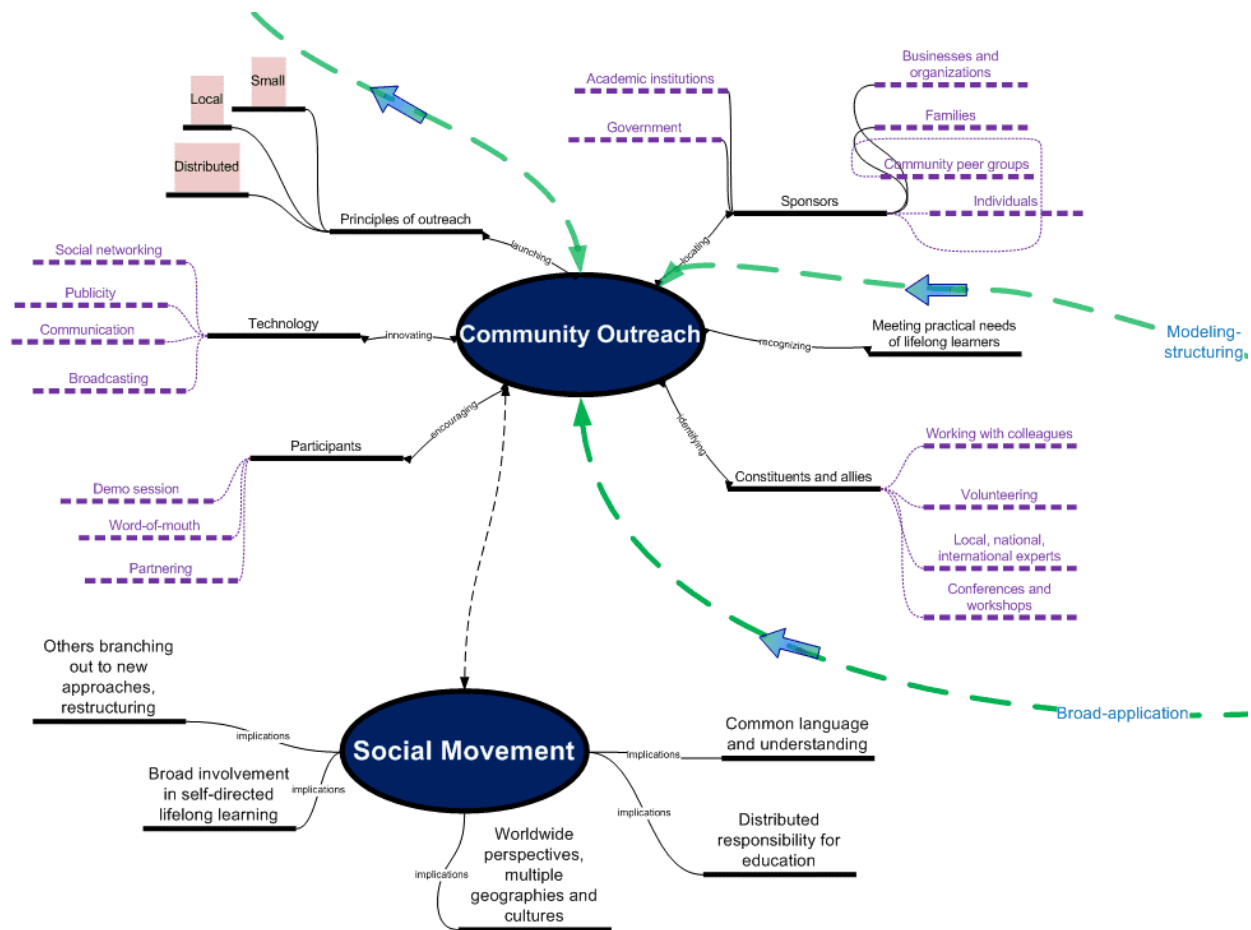 Small
Local
Distributed
Principles of outreach
launching
Academic institutions
Government
Businesses and
organizations
Families
Community peer groups
Individuals
Sponsors
locating
Social networking
Publicity
Communication
Broadcasting
Technology
innovating
Community Outreach
recognizing
Meeting practical needs
of lifelong learners
Modeling-
structuring
encouraging
Participants
Demo session
Word-of-mouth
Partnering
identifying
Constituents and allies
Working with colleagues
Volunteering
Local, national,
international experts
Conferences and
workshops
Broad-application
Others branching
out to new
approaches,
restructuring
implications
Broad involvement
in self-directed
lifelong learning
implications
Social Movement
implications
Common language
and understanding
implications
Distributed
responsibility for
education
implications
Worldwide
perspectives,
multiple
geographies and
cultures